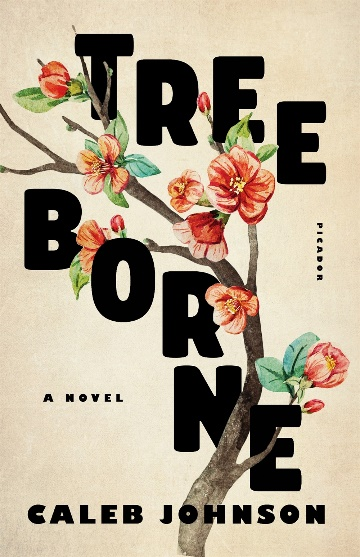 TREE
BORNE
PICADOR
A NOVEL
CALEB JOHNSON